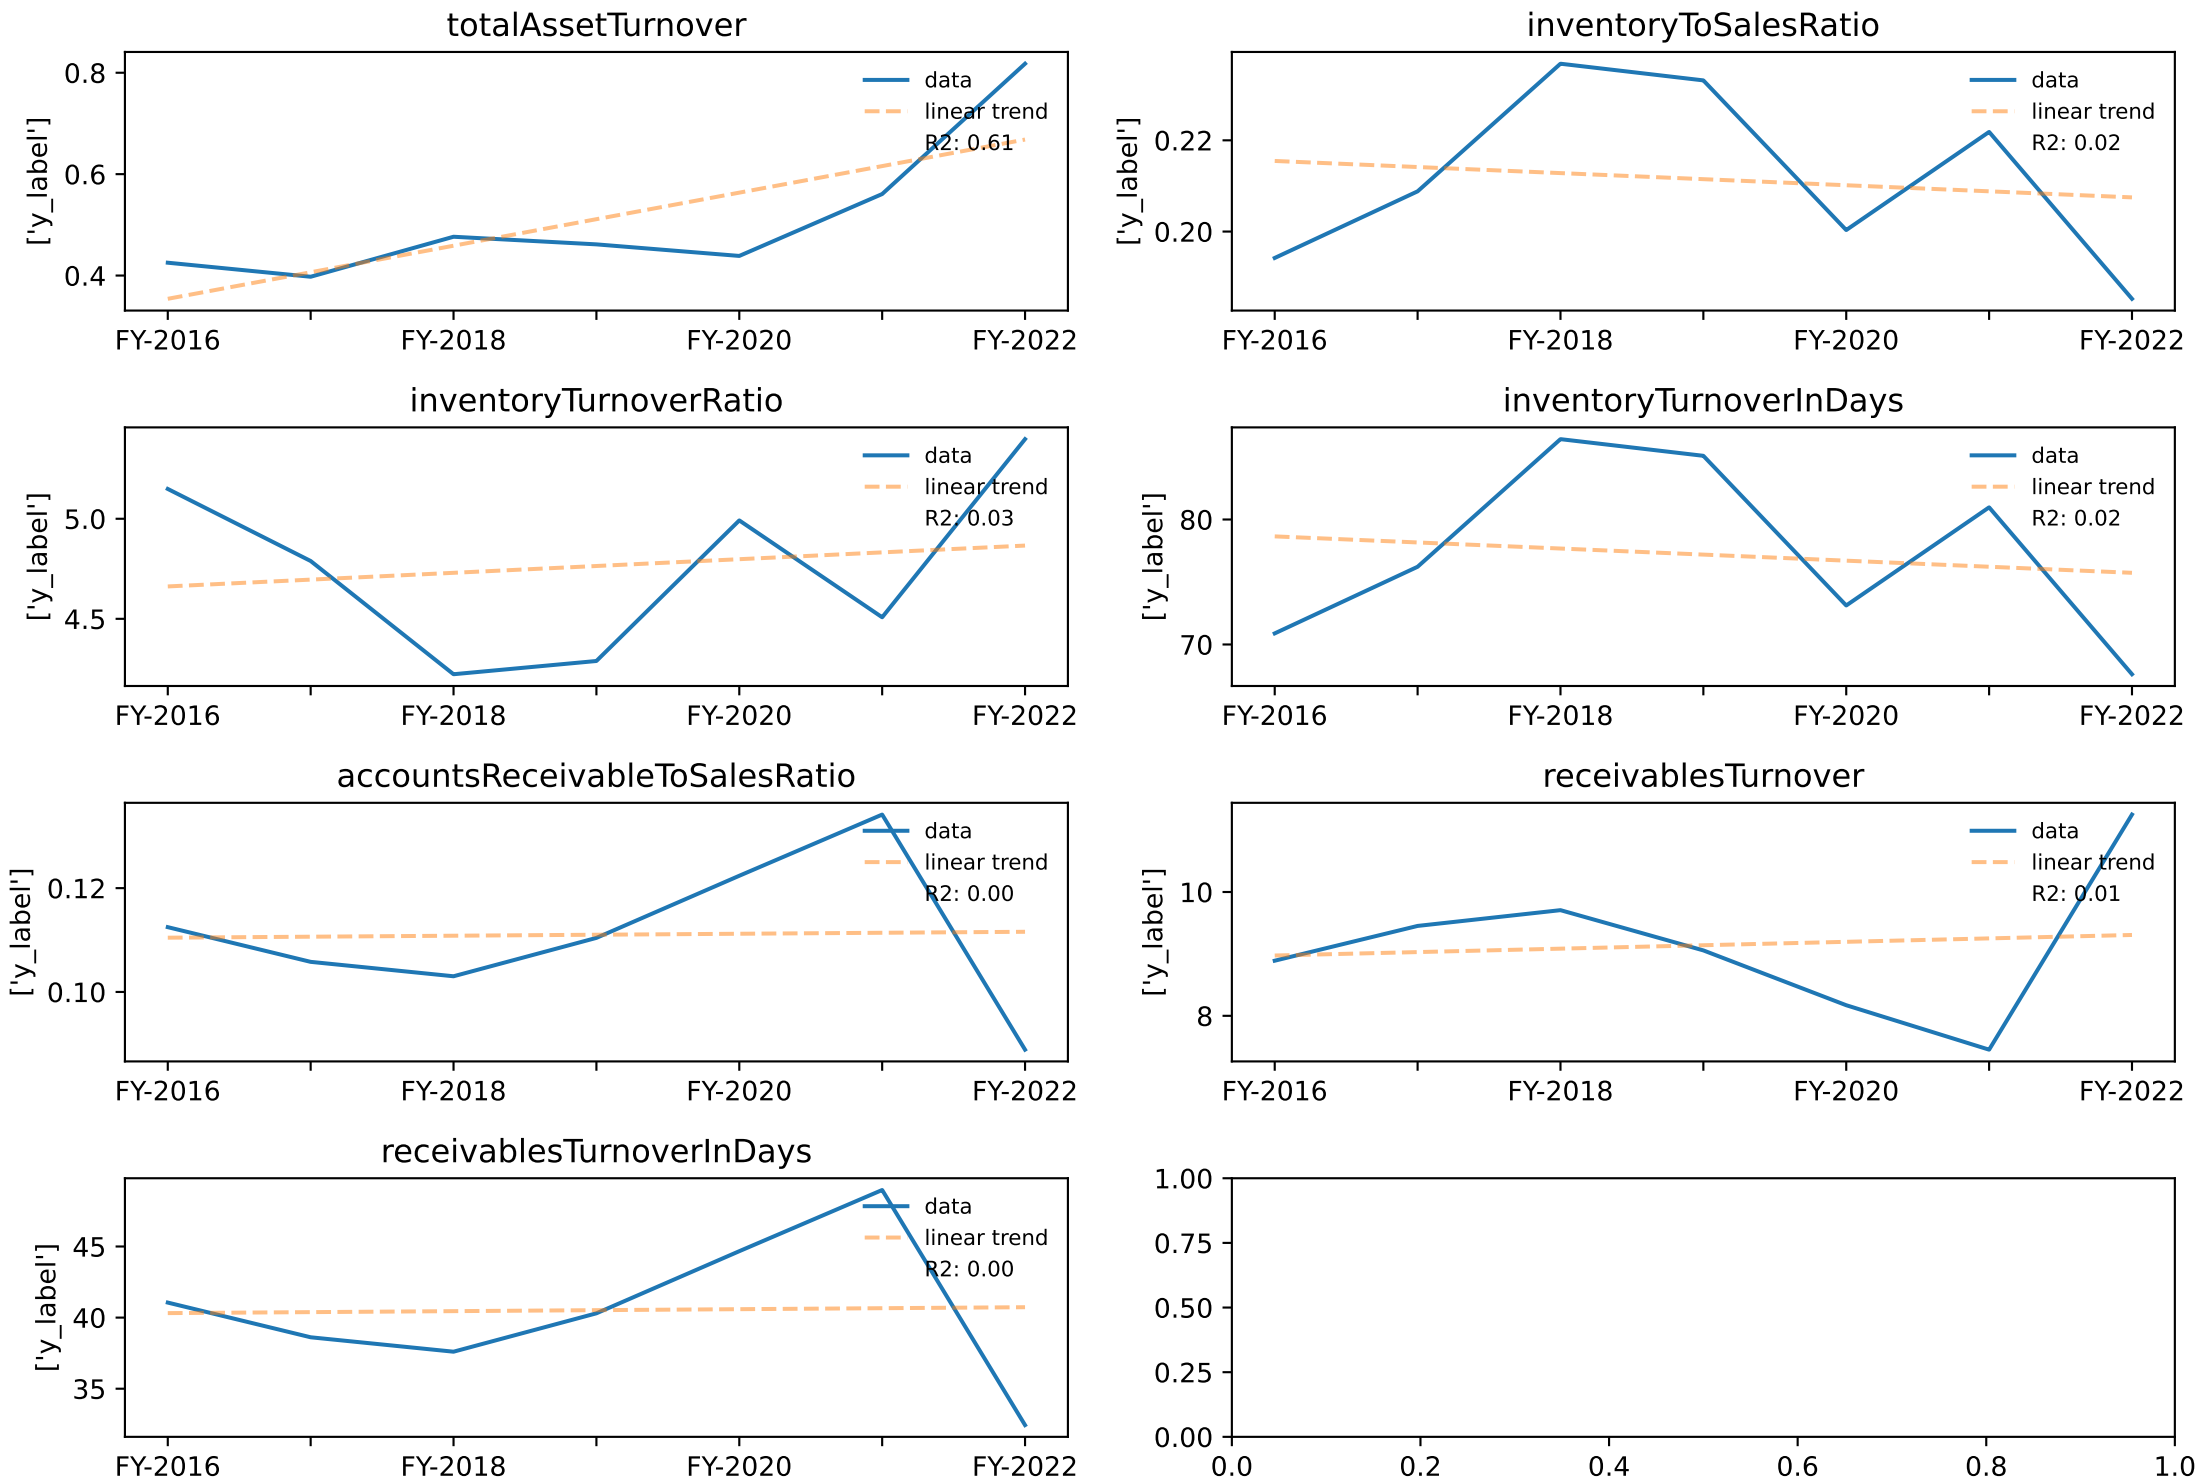 totalAssetTurnover
['y_label']
0.8
0.6
0.4
data
linear trend
R2: 0.61
FY-2016
FY-2018
FY-2020
FY-2022
inventoryToSalesRatio
['y_label']
0.22
0.20
data
linear trend
R2: 0.02
FY-2016
FY-2018
FY-2020
FY-2022
inventoryTurnoverRatio
['y_label']
5.0
4.5
data
linear trend
R2: 0.03
FY-2016
FY-2018
FY-2020
FY-2022
inventoryTurnoverInDays
['y_label']
80
70
data
linear trend
R2: 0.02
FY-2016
FY-2018
FY-2020
FY-2022
accountsReceivableToSalesRatio
['y_label']
0.12
0.10
data
linear trend
R2: 0.00
FY-2016
FY-2018
FY-2020
FY-2022
receivablesTurnover
['y_label']
10
8
data
linear trend
R2: 0.01
FY-2016
FY-2018
FY-2020
FY-2022
receivablesTurnoverInDays
['y_label']
45
40
35
data
linear trend
R2: 0.00
FY-2016
FY-2018
FY-2020
FY-2022
1.00
0.75
0.50
0.25
0.00
0.0
0.2
0.4
0.6
0.8
1.0